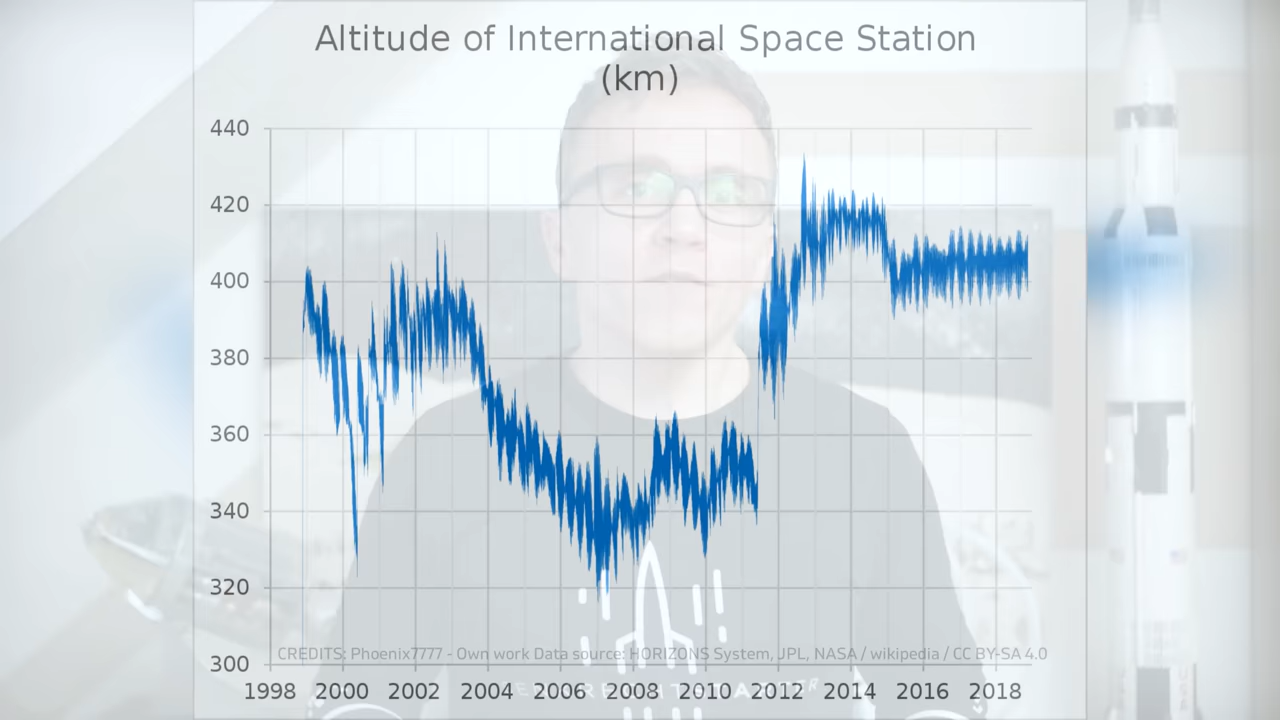 Altitude of International Space Station
(km)
440
420
400
380
360
340
320
300
CREDITS: Phoenix7777 - Own work Data source: HORIZONS System, JPL, NASA / wikipedia / CC BY-SA 4.0
1998 2000 2002 2004 2006 2008 2010 2012 2014 2016 2018